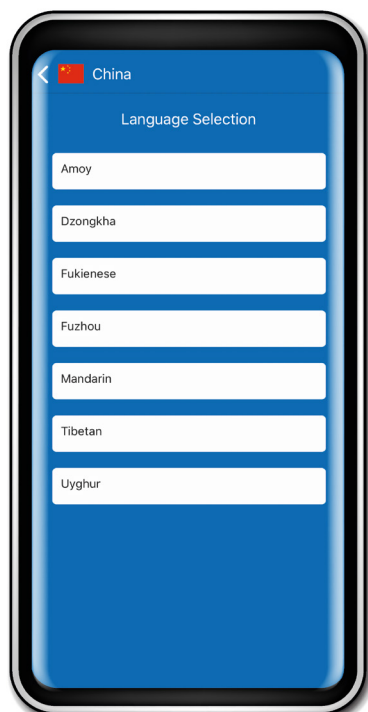 China
Language Selection
Amoy
Dzongkha
Fukienese
Fuzhou
Mandarin
Tibetan
Uyghur